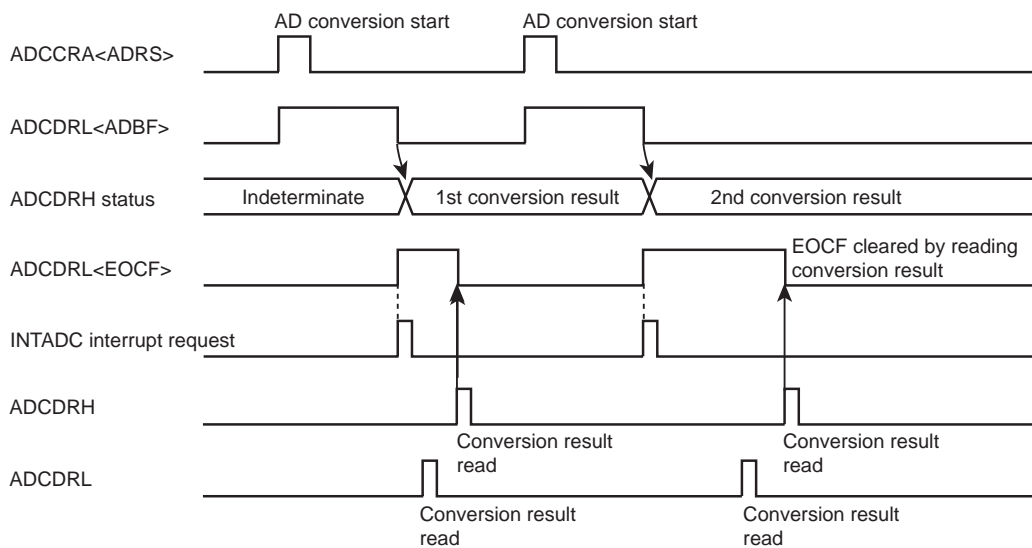 AD conversion start
AD conversion start
ADCCRA<ADRS>
ADCDRL<ADBF>
ADCDRH status
Indeterminate
1st conversion result
2nd conversion result
ADCDRL<EOCF>
EOCF cleared by reading
conversion result
INTADC interrupt request
ADCDRH
Conversion result
read
Conversion result
read
ADCDRL
Conversion result
read
Conversion result
read